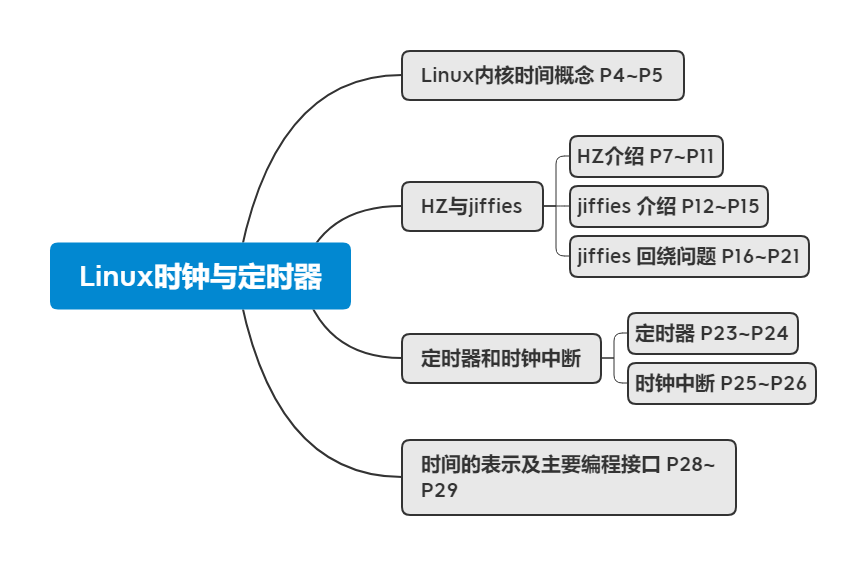 Linux时钟与定时器
Linux内核时间概念 P4~P5
HZ与jiffies
HZ介绍 P7~P11
jiffies 介绍 P12~P15
jiffies 回绕问题 P16~P21
定时器和时钟中断
定时器 P23~P24
时钟中断 P25~P26
时间的表示及主要编程接口 P28~
P29